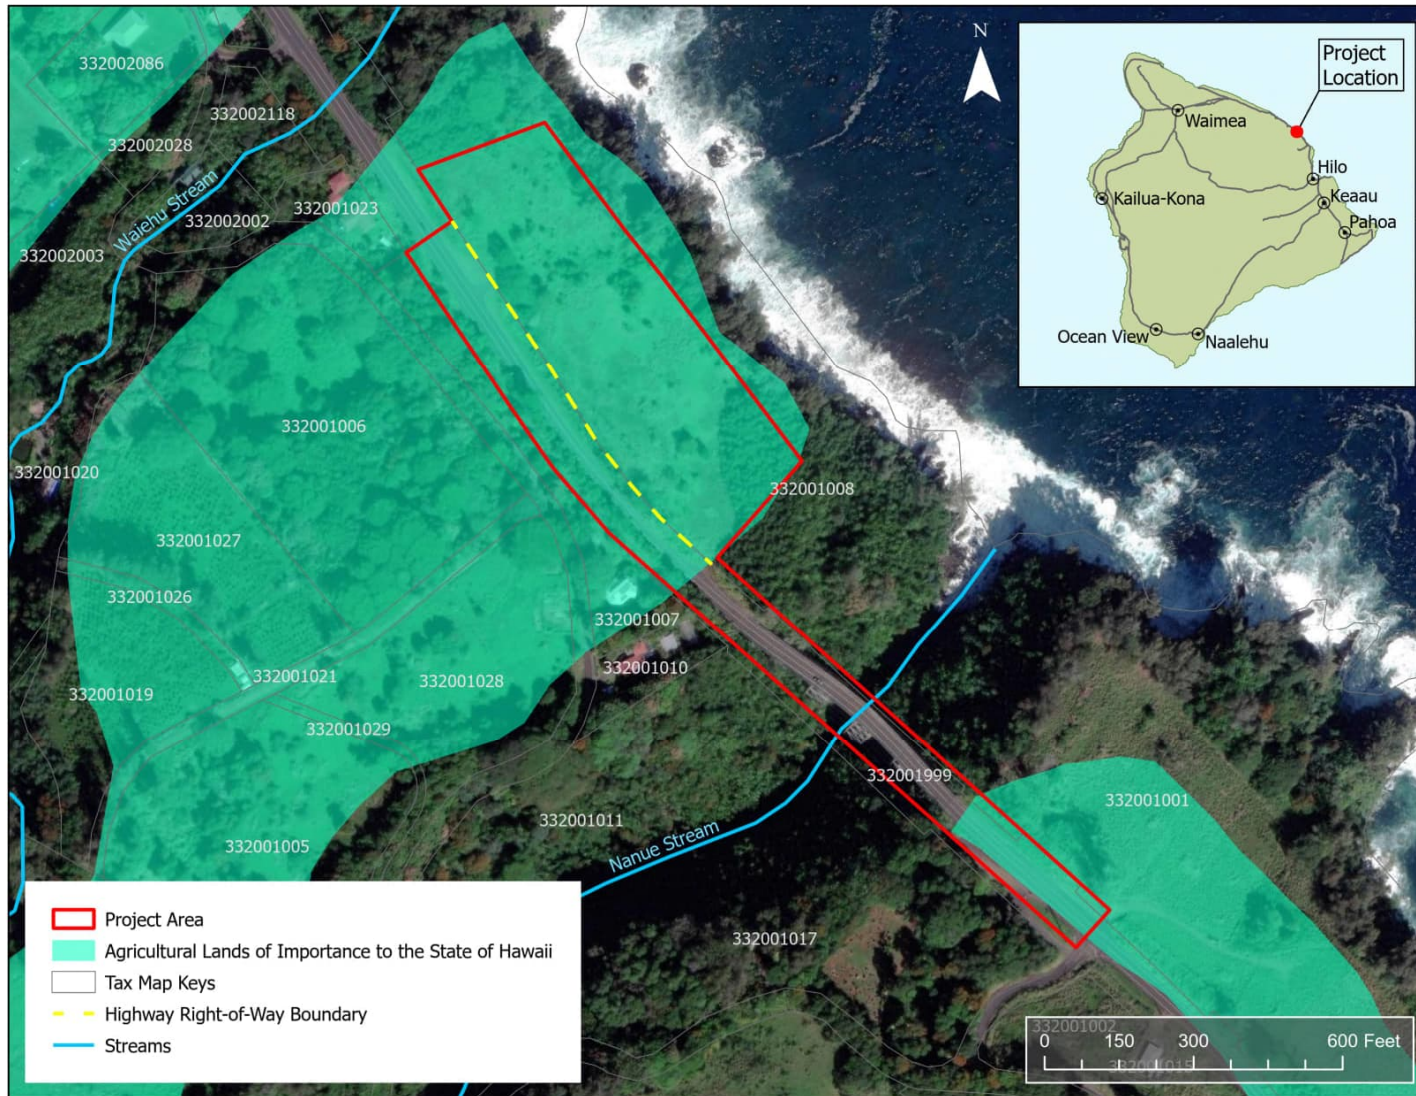 332002086
332002118
332002028
Waiehu Stream
332002002
332001023
332002003
332001006
332001020
332001008
332001027
332001026
332001007
332001010
332001021
332001028
332001019
332001029
332001999
332001001
332001011
332001005
Nanue Stream
332001017
332001002
332001015
N
Project
Location
Waimea
Hilo
Keaau
Kailua-Kona
Pahoa
Ocean View
Naalehu
Project Area
Agricultural Lands of Importance to the State of Hawaii
Tax Map Keys
Highway Right-of-Way Boundary
Streams
0 150 300 600 Feet